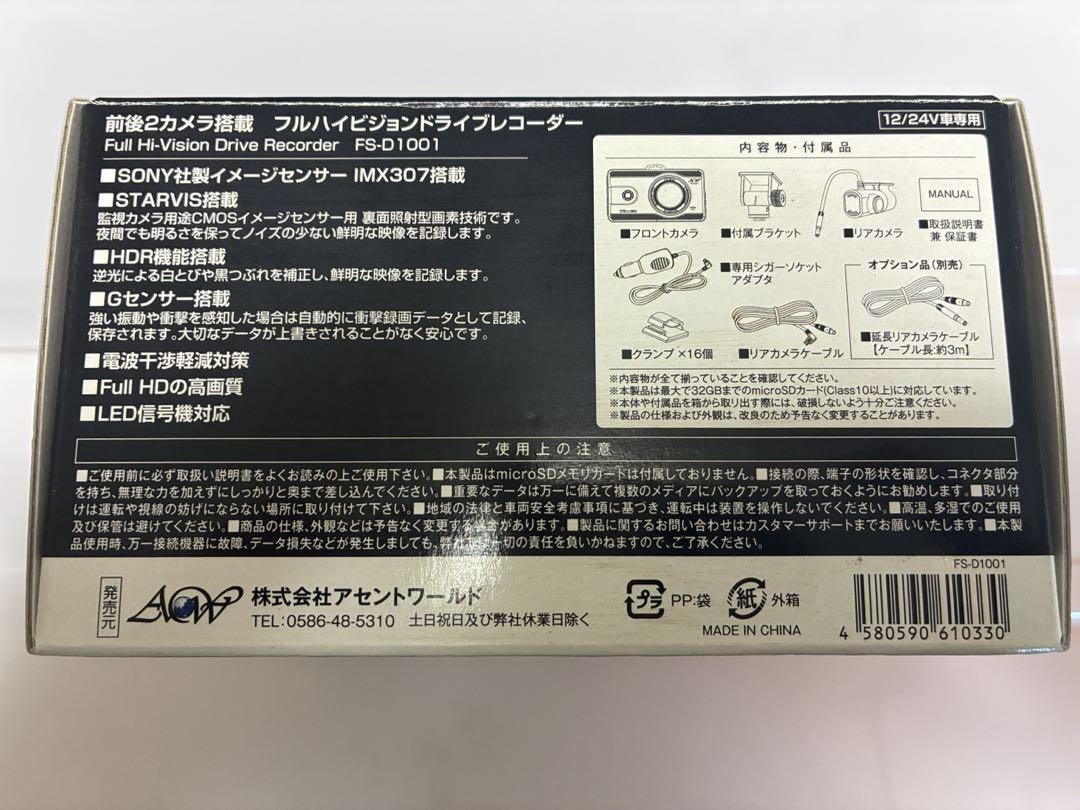 前後2カメラ搭載 フルハイビジョンドライブレコーダー
Full Hi-Vision Drive Recorder FS-D1001
12/24V車専用
■SONY社製イメージセンサー IMX307搭載
■STARVIS搭載
監視カメラ用途CMOSイメージセンサー用 裏面照射型画素技術です。
夜間でも明るさを保ってノイズの少ない鮮明な映像を記録します。
■HDR機能搭載
逆光による白とびや黒つぶれを補正し、鮮明な映像を記録します。
■Gセンサー搭載
強い振動や衝撃を感知した場合は自動的に衝撃録画データとして記録、
保存されます。大切なデータが上書きされることがなく安心です。
■電波干渉軽減対策
■Full HDの高画質
■LED信号機対応
内容物・付属品
MANUAL
■フロントカメラ
■付属ブラケット
■リアカメラ
■取扱説明書
兼 保証書
■専用シガーソケット
アダプタ
オプション品(別売)
■クランプ ×16個
■リアカメラケーブル
■延長リアカメラケーブル
【ケーブル長:約3m】
※内容物が全て揃っていることを確認してください。
※本製品は最大で32GBまでのmicroSDカード(Class10以上)に対応しています。
※本体や付属品を箱から取り出す際には、破損しないよう十分ご注意ください。
※製品の仕様および外観は、改良のため予告なく変更することがあります。
ご使用上の注意
■ご使用前に必ず取扱い説明書をよくお読みの上ご使用下さい。■本製品はmicroSDメモリカードは付属しておりません。■接続の際、端子の形状を確認し、コネクタ部分
を持ち、無理な力を加えずにしっかりと奥まで差し込んでください。■重要なデータは万一に備えて複数のメディアにバックアップを取っておくようにお勧めします。■取り付
けは運転や視線の妨げにならない場所に取り付けて下さい。■地域の法律と車両安全考慮事項に基づき、運転中は装置を操作しないでください。■高温、多湿でのご使用
及び保管は避けてください。■商品の仕様、外観などは予告なく変更する場合があります。■製品に関するお問い合わせはカスタマーサポートまでお願いいたします。■本製
品使用時、万一接続機器に故障、データ損失などが発生しましても、弊社は一切の責任を負いかねますので、ご了承ください。
FS-D1001
発売元
AOW
株式会社アセントワールド
TEL:0586-48-5310 土日祝日及び弊社休業日除く
プラ PP:袋 紙 外箱
MADE IN CHINA
4 580590 610330